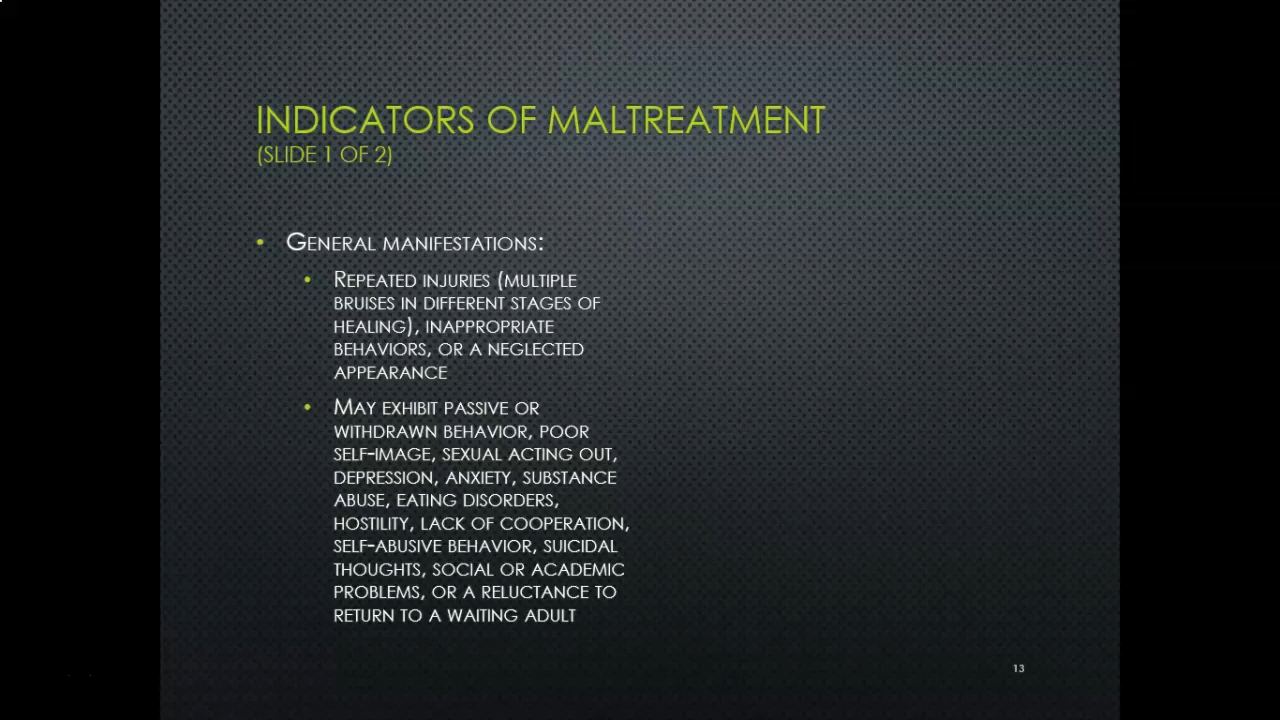 INDICATORS OF MALTREATMENT
(SLIDE 1 OF 2)
• GENERAL MANIFESTATIONS:
• REPEATED INJURIES (MULTIPLE
BRUISES IN DIFFERENT STAGES OF
HEALING), INAPPROPRIATE
BEHAVIORS, OR A NEGLECTED
APPEARANCE
• MAY EXHIBIT PASSIVE OR
WITHDRAWN BEHAVIOR, POOR
SELF-IMAGE, SEXUAL ACTING OUT,
DEPRESSION, ANXIETY, SUBSTANCE
ABUSE, EATING DISORDERS,
HOSTILITY, LACK OF COOPERATION,
SELF-ABUSIVE BEHAVIOR, SUICIDAL
THOUGHTS, SOCIAL OR ACADEMIC
PROBLEMS, OR A RELUCTANCE TO
RETURN TO A WAITING ADULT
13